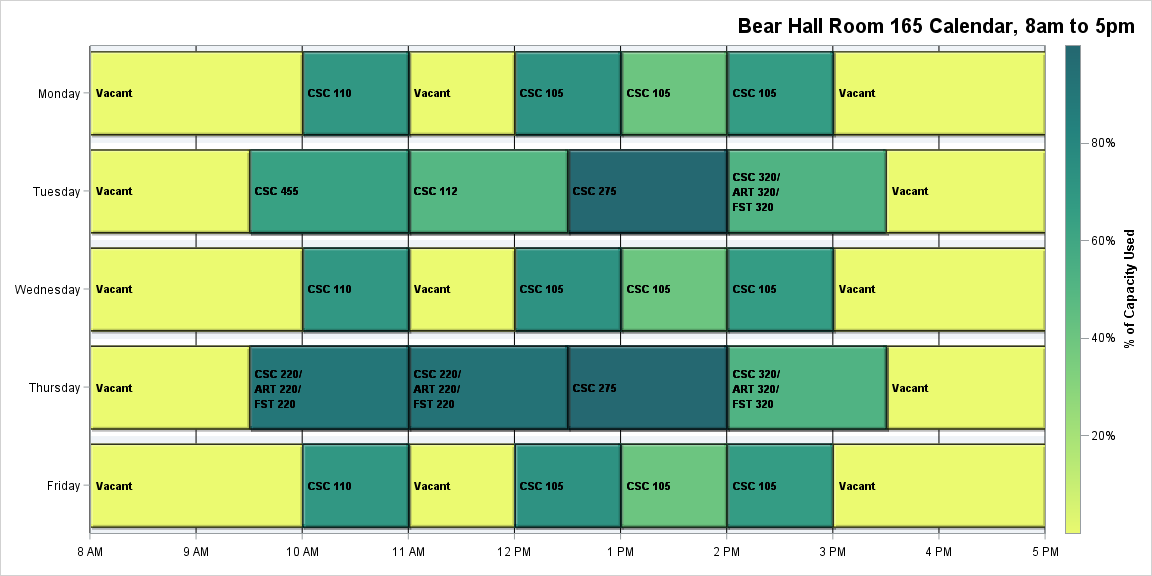 Bear Hall Room 165 Calendar, 8am to 5pm
Monday
Vacant
CSC 110
Vacant
CSC 105
CSC 105
CSC 105
Vacant
Tuesday
Vacant
CSC 455
CSC 112
CSC 275
CSC 320/
ART 320/
FST 320
Vacant
Wednesday
Vacant
CSC 110
Vacant
CSC 105
CSC 105
CSC 105
Vacant
Thursday
Vacant
CSC 220/
ART 220/
FST 220
CSC 220/
ART 220/
FST 220
CSC 275
CSC 320/
ART 320/
FST 320
Vacant
Friday
Vacant
CSC 110
Vacant
CSC 105
CSC 105
CSC 105
Vacant
8 AM
9 AM
10 AM
11 AM
12 PM
1 PM
2 PM
3 PM
4 PM
5 PM
80%
60%
40%
20%
% of Capacity Used